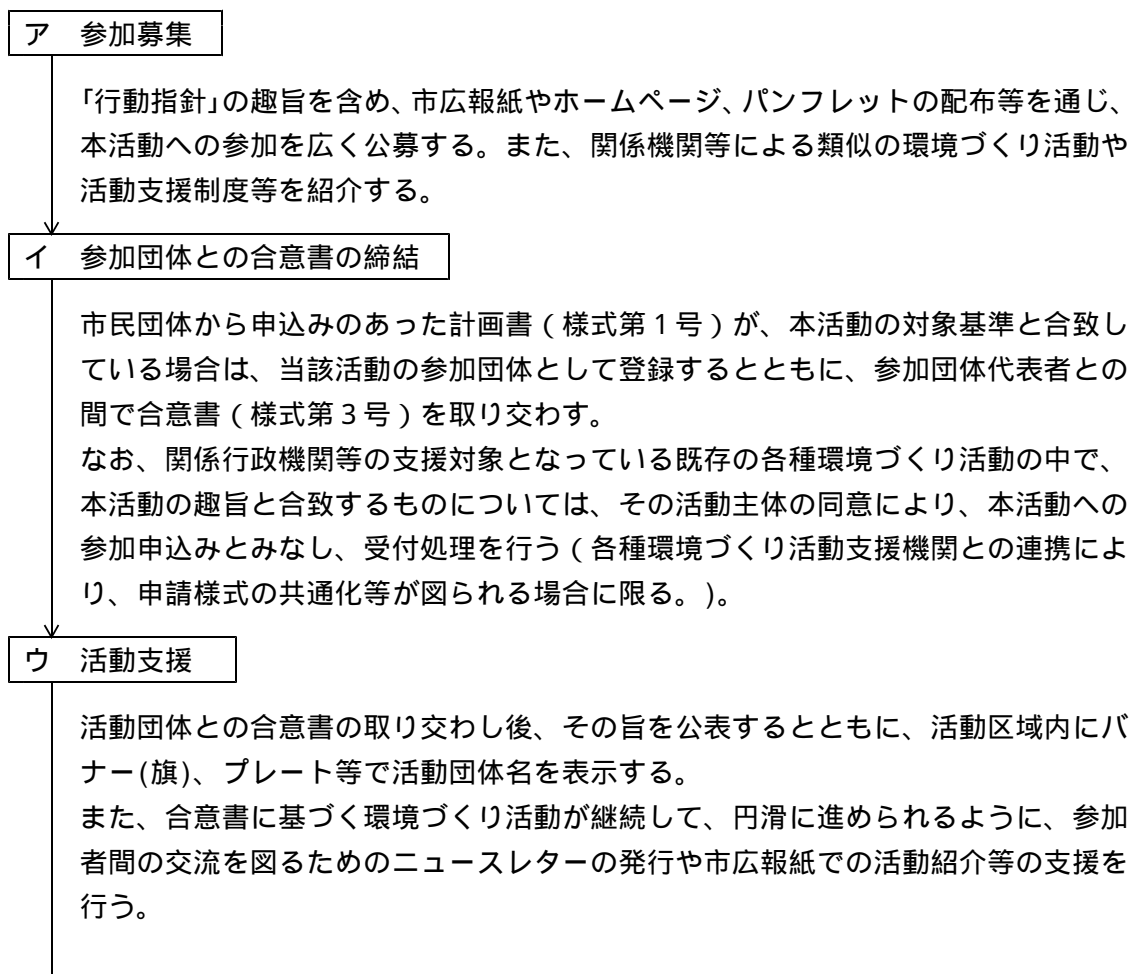 ア 参加募集
「行動指針」の趣旨を含め、市広報紙やホームページ、パンフレットの配布等を通じ、
本活動への参加を広く公募する。また、関係機関等による類似の環境づくり活動や
活動支援制度等を紹介する。
イ 参加団体との合意書の締結
市民団体から申込みのあった計画書（様式第１号）が、本活動の対象基準と合致し
ている場合は、当該活動の参加団体として登録するとともに、参加団体代表者との
間で合意書（様式第３号）を取り交わす。
なお、関係行政機関等の支援対象となっている既存の各種環境づくり活動の中で、
本活動の趣旨と合致するものについては、その活動主体の同意により、本活動への
参加申込みとみなし、受付処理を行う（各種環境づくり活動支援機関との連携によ
り、申請様式の共通化等が図られる場合に限る。)。
ウ 活動支援
活動団体との合意書の取り交わし後、その旨を公表するとともに、活動区域内にバ
ナー(旗)、プレート等で活動団体名を表示する。
また、合意書に基づく環境づくり活動が継続して、円滑に進められるように、参加
者間の交流を図るためのニュースレターの発行や市広報紙での活動紹介等の支援を
行う。